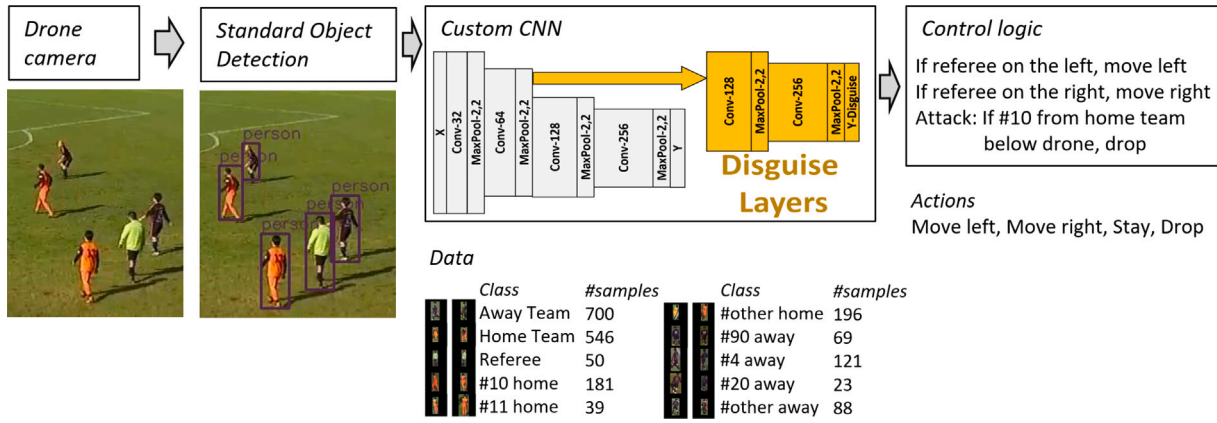 Drone
camera
Standard Object
Detection
Custom CNN
X
Conv-32
MaxPool-2,2
Conv-64
MaxPool-2,2
Conv-128
MaxPool-2,2
Conv-256
MaxPool-2,2
Y
Conv-128
MaxPool-2,2
Conv-256
MaxPool-2,2
Y-Disguise
Disguise
Layers
Control logic
If referee on the left, move left
If referee on the right, move right
Attack: If #10 from home team
below drone, drop
Actions
Move left, Move right, Stay, Drop
person
person
person
person
person
Data
Class #samples
Away Team 700
Home Team 546
Referee 50
#10 home 181
#11 home 39
Class #samples
#other home 196
#90 away 69
#4 away 121
#20 away 23
#other away 88